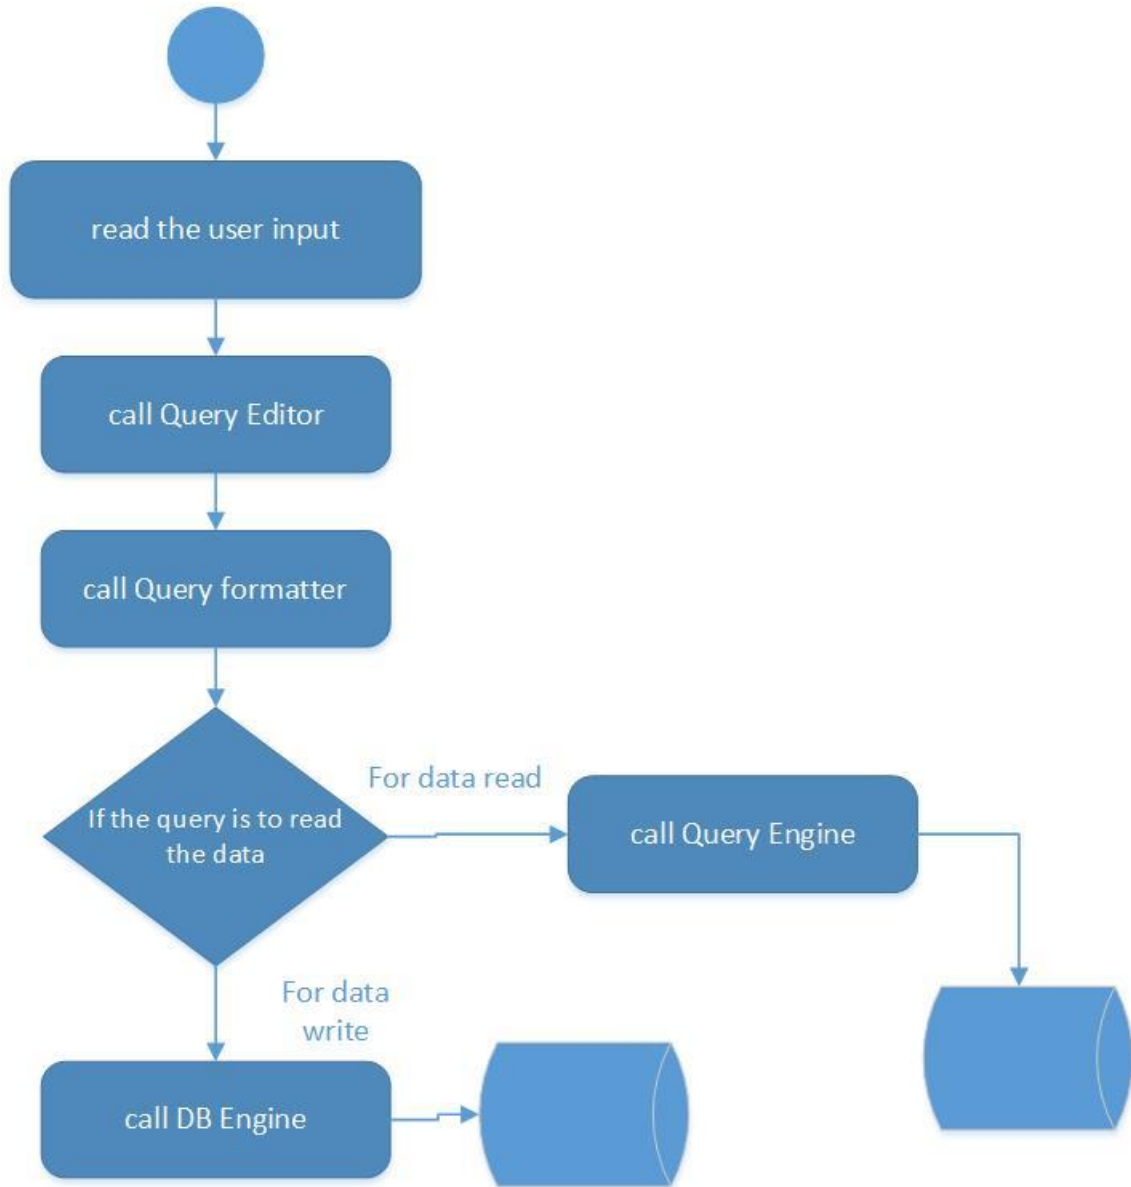 read the user input
call Query Editor
call Query formatter
For data read
If the query is to read
the data
call Query Engine
For data
write
call DB Engine